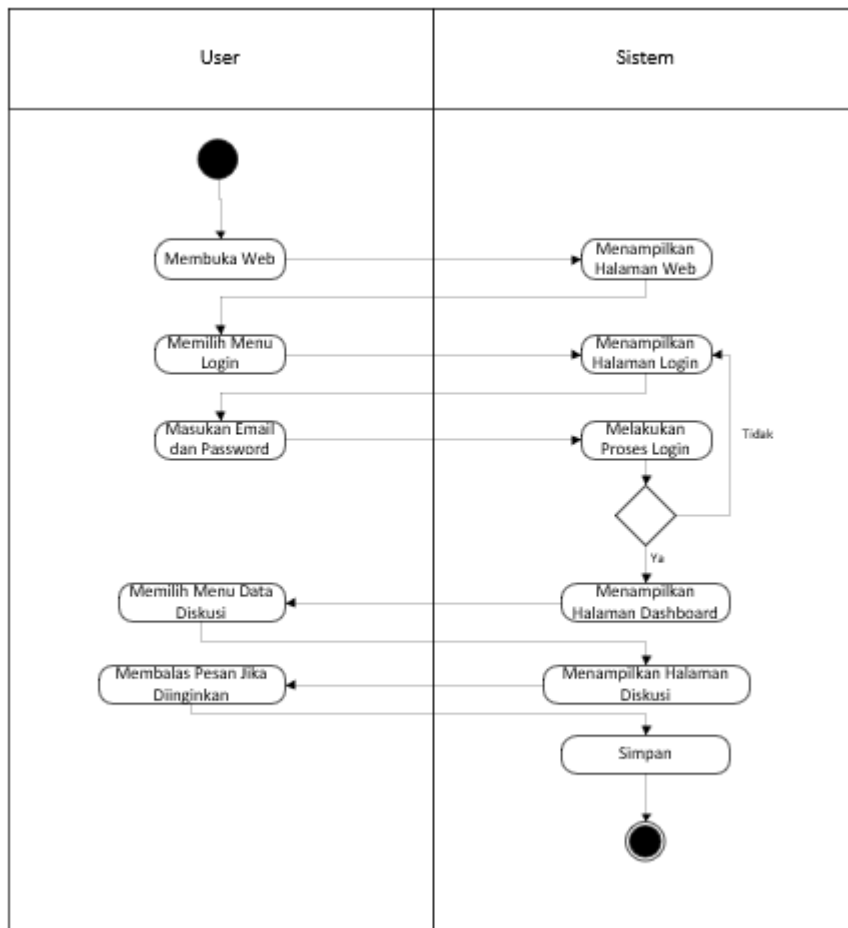 User
Sistem
Membuka Web
Menampilkan
Halaman Web
Memilih Menu
Login
Menampilkan
Halaman Login
Masukan Email
dan Password
Melakukan
Proses Login
Tidak
Ya
Memilih Menu Data
Diskusi
Menampilkan
Halaman Dashboard
Membalas Pesan Jika
Diinginkan
Menampilkan Halaman
Diskusi
Simpan